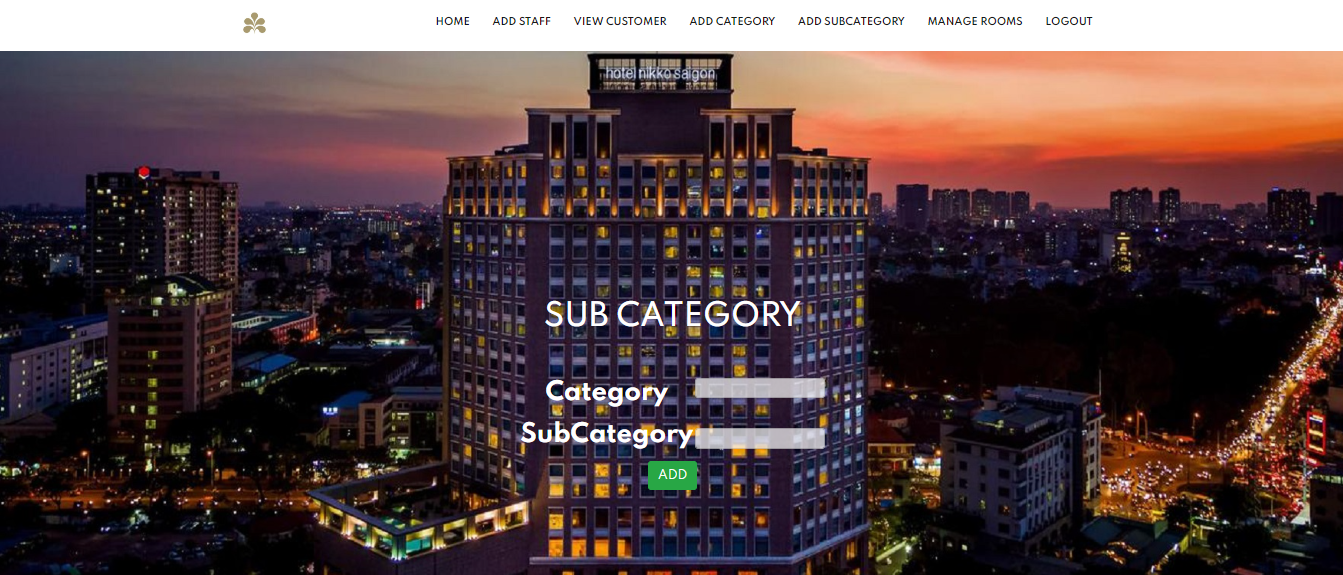 HOME ADD STAFF VIEW CUSTOMER ADD CATEGORY ADD SUBCATEGORY MANAGE ROOMS LOGOUT
hotel nikko saigon
SUB CATEGORY
Category
SubCategory
ADD